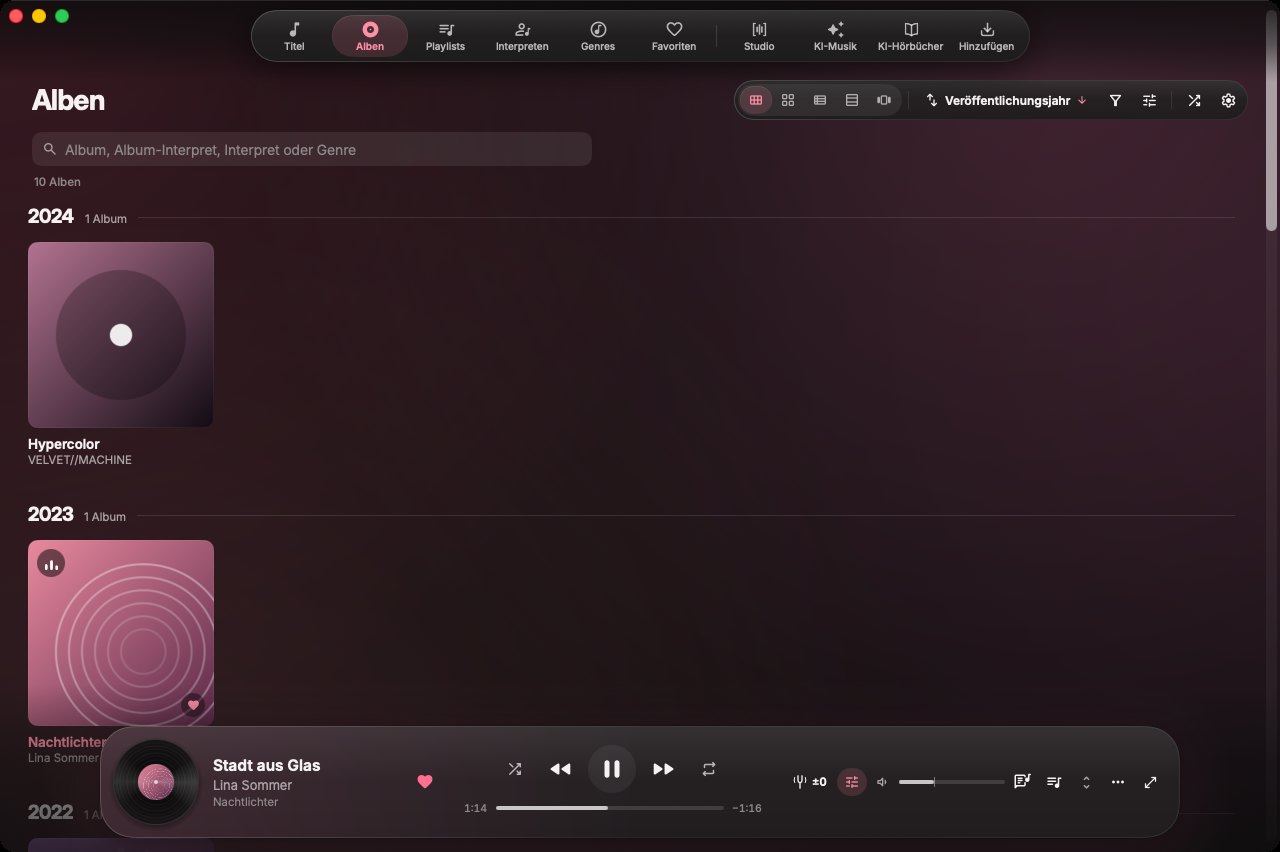 Titel
Alben
Playlists
Interpreten
Genres
Favoriten
Studio
KI-Musik
KI-Hörbücher
Hinzufügen
Alben
Veröffentlichungsjahr
Album, Album-Interpret, Interpret oder Genre
10 Alben
2024 1 Album
Hypercolor
VELVET//MACHINE
2023 1 Album
Nachtlichter
Lina Sommer
Stadt aus Glas
Lina Sommer
Nachtlichter
1:14
−1:16
±0
2022 1